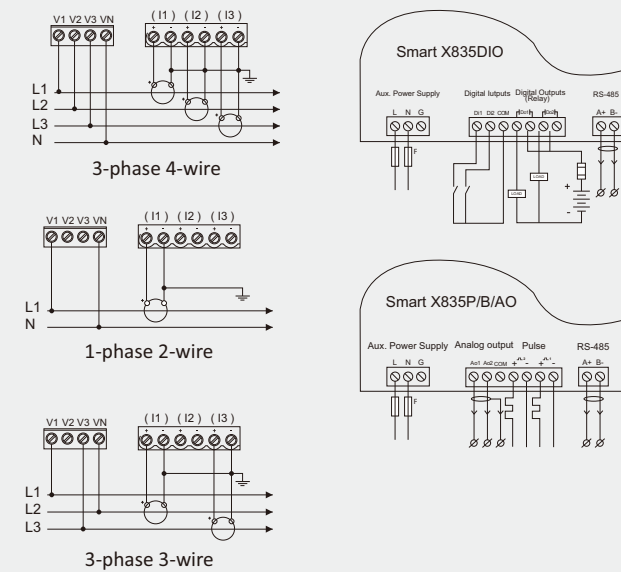 V1 V2 V3 VN
( I1 ) ( I2 ) ( I3 )
+ - + - + -
L1
L2
L3
N
3-phase 4-wire
V1 V2 V3 VN
( I1 ) ( I2 ) ( I3 )
+ - + - + -
L1
N
1-phase 2-wire
V1 V2 V3 VN
( I1 ) ( I2 ) ( I3 )
+ - + - + -
L1
L2
L3
3-phase 3-wire
Smart X835DIO
Aux. Power Supply
Digital Iutputs
Digital Outputs
(Relay)
RS-485
L N G
DI1 DI2 COM
A+ B-
F
LOAD
LOAD
+
-
Smart X835P/B/AO
Aux. Power Supply
Analog output
Pulse
RS-485
L N G
Ao1 Ao2 COM
+ - + -
A+ B-
F